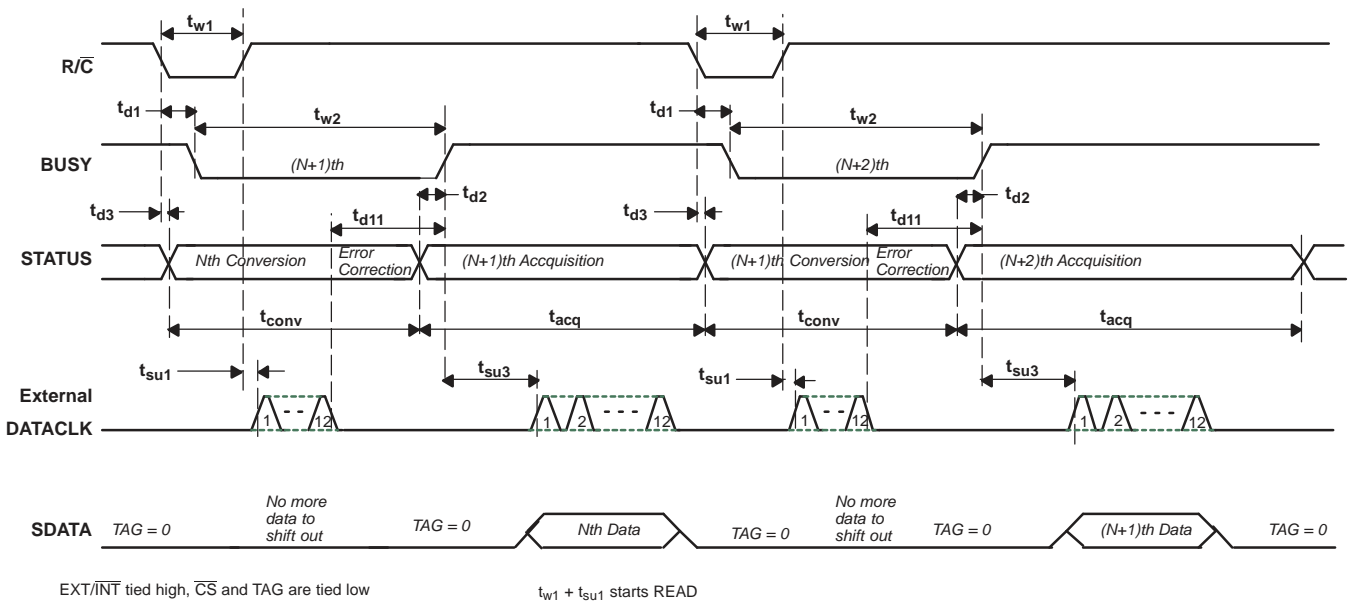 tw1 tw1
R/C̅
td1 tw2 td1 tw2
BUSY (N+1)th (N+2)th
td2 td2
td3 td11 td3 td11
STATUS Nth Conversion Error Correction (N+1)th Accquisition (N+1)th Conversion Error Correction (N+2)th Accquisition
tconv tacq tconv tacq
tsu1 tsu3 tsu1 tsu3
External
DATACLK 1 - - 12 1 2 - - - 12 1 - - 12 1 2 - - - 12
No more No more
data to data to
SDATA TAG = 0 shift out TAG = 0 Nth Data TAG = 0 shift out TAG = 0 (N+1)th Data TAG = 0
EXT/I̅N̅T̅ tied high, C̅S̅ and TAG are tied low tw1 + tsu1 starts READ